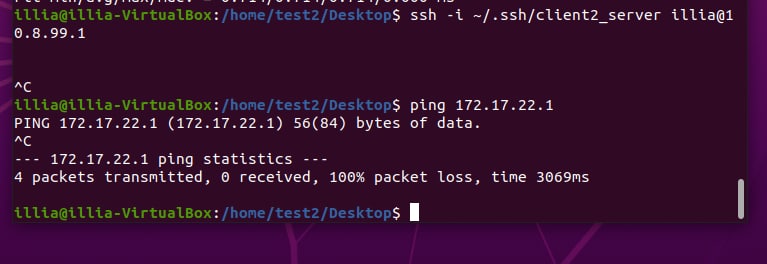 illia@illia-VirtualBox:/home/test2/Desktop$ ssh -i ~/.ssh/client2_server illia@1
0.8.99.1
^C
illia@illia-VirtualBox:/home/test2/Desktop$ ping 172.17.22.1
PING 172.17.22.1 (172.17.22.1) 56(84) bytes of data.
^C
--- 172.17.22.1 ping statistics ---
4 packets transmitted, 0 received, 100% packet loss, time 3069ms
illia@illia-VirtualBox:/home/test2/Desktop$